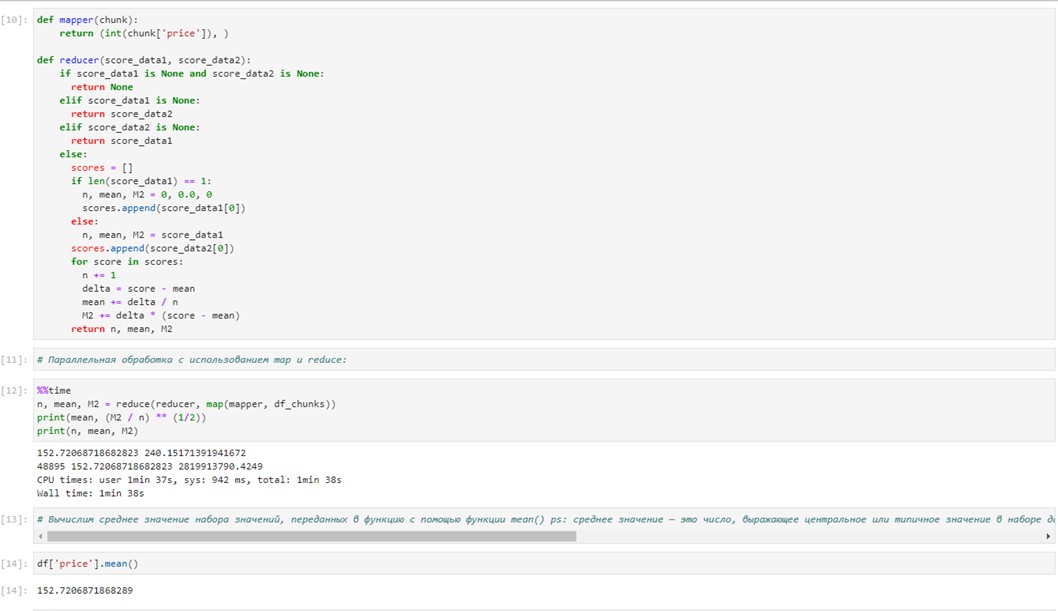 [10]: def mapper(chunk):
    return (int(chunk['price']), )

def reducer(score_data1, score_data2):
    if score_data1 is None and score_data2 is None:
      return None
    elif score_data1 is None:
      return score_data2
    elif score_data2 is None:
      return score_data1
    else:
      scores = []
      if len(score_data1) == 1:
        n, mean, M2 = 0, 0.0, 0
        scores.append(score_data1[0])
      else:
        n, mean, M2 = score_data1
      scores.append(score_data2[0])
      for score in scores:
        n += 1
        delta = score - mean
        mean += delta / n
        M2 += delta * (score - mean)
      return n, mean, M2
[11]: # Параллельная обработка с использованием map и reduce:
[12]: %%time
n, mean, M2 = reduce(reducer, map(mapper, df_chunks))
print(mean, (M2 / n) ** (1/2))
print(n, mean, M2)
152.72068718682823 240.15171391941672
48895 152.72068718682823 2819913790.4249
CPU times: user 1min 37s, sys: 942 ms, total: 1min 38s
Wall time: 1min 38s
[13]: # Вычислим среднее значение набора значений, переданных в функцию с помощью функции mean() ps: среднее значение — это число, выражающее центральное или типичное значение в наборе
[14]: df['price'].mean()
[14]: 152.7206871868289